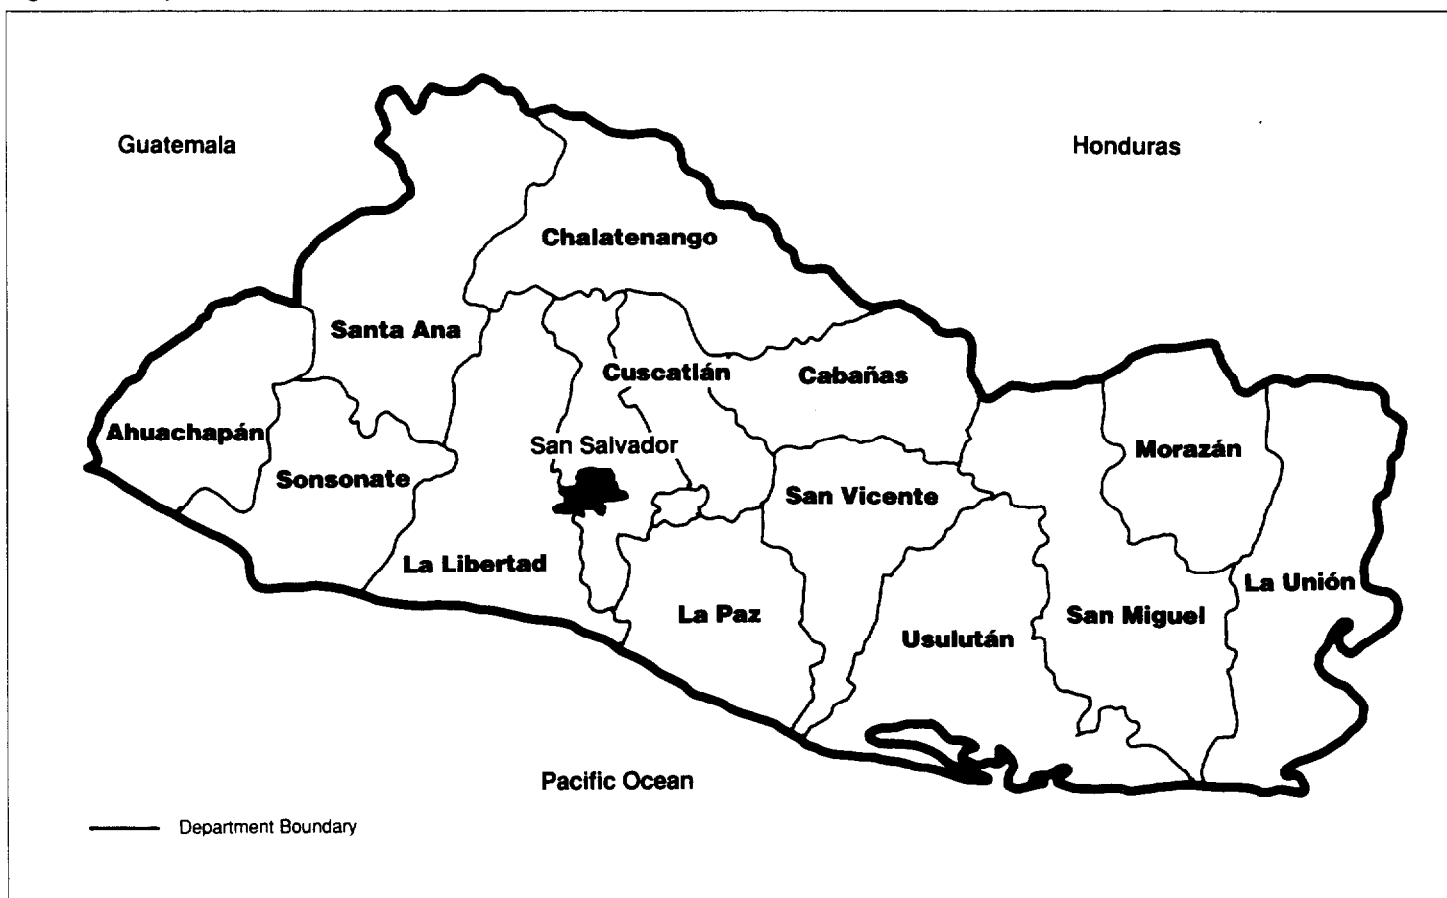 Guatemala
Honduras
Chalatenango
Santa Ana
Cuscatlán
Cabañas
Ahuachapán
San Salvador
Morazán
Sonsonate
San Vicente
La Libertad
La Unión
La Paz
San Miguel
Usulután
Pacific Ocean
Department Boundary